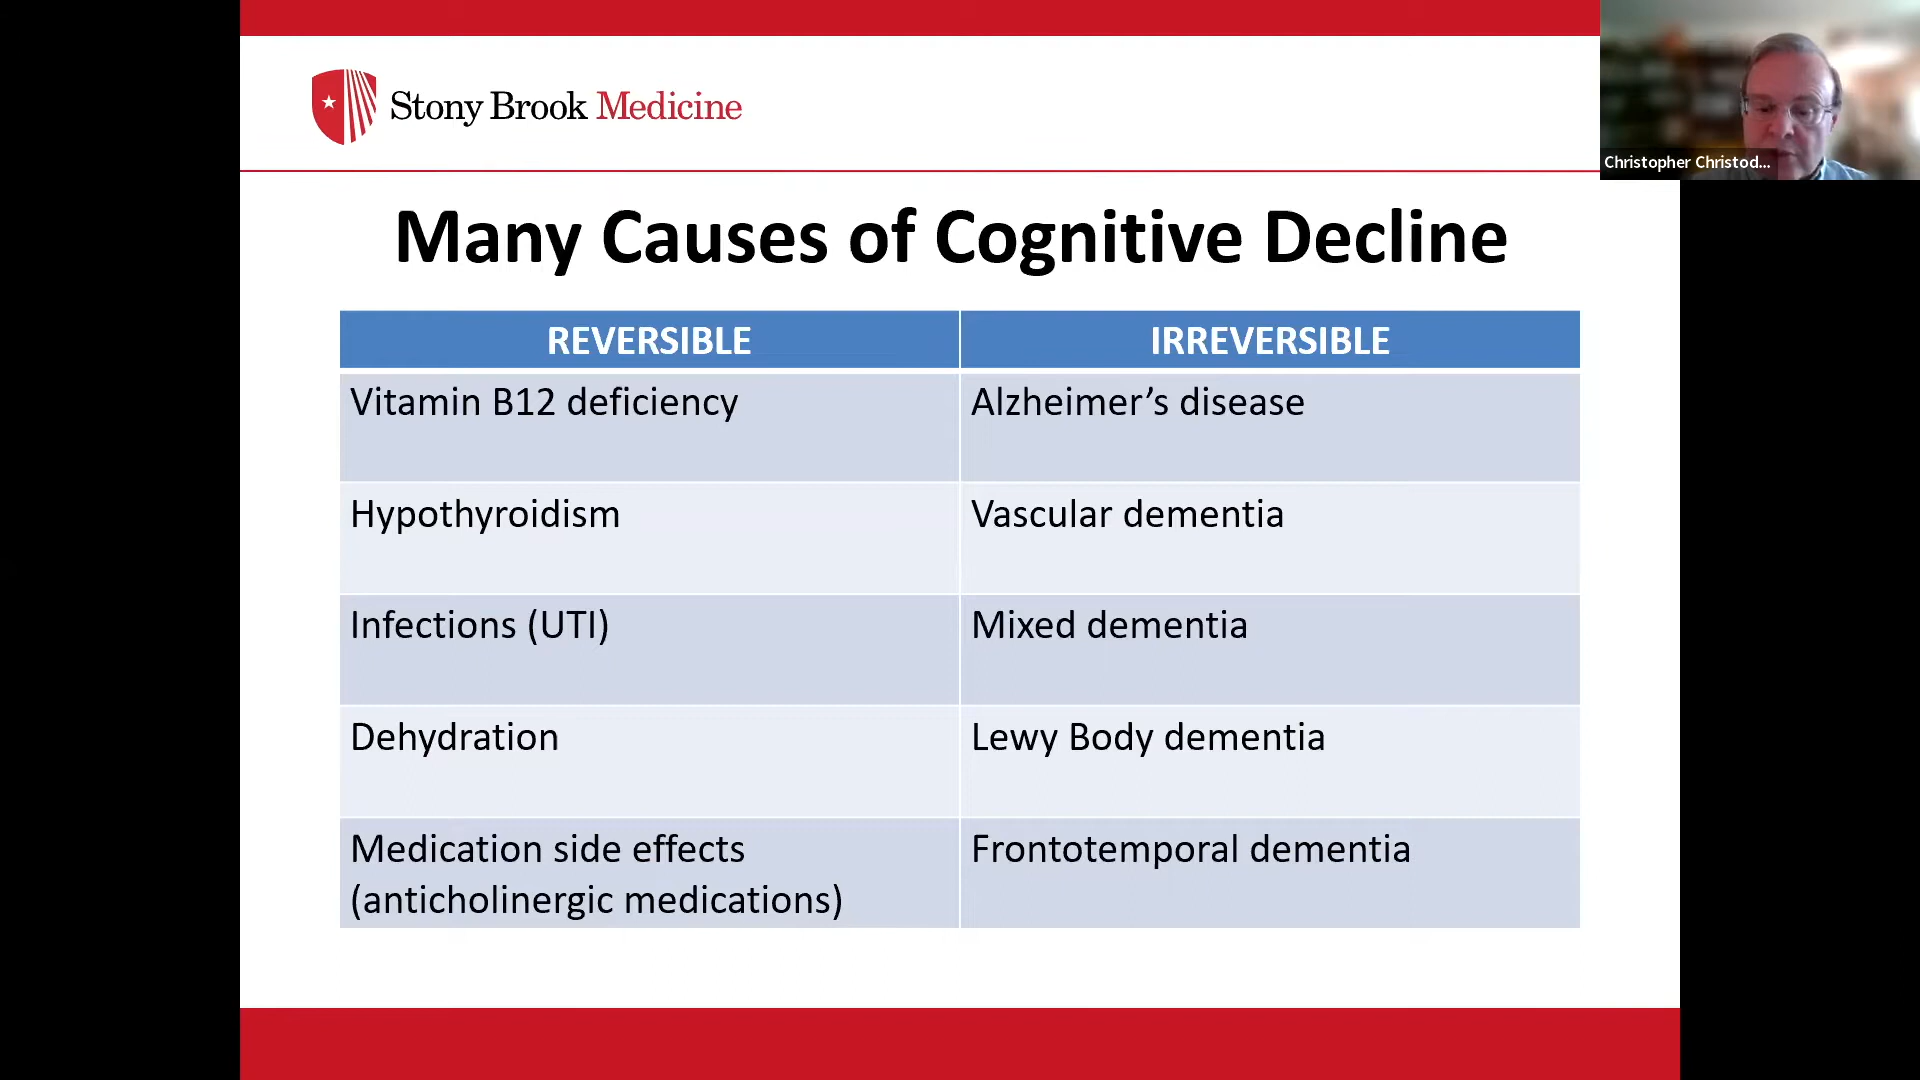 Stony Brook Medicine
Christopher Christod...
Many Causes of Cognitive Decline
REVERSIBLE
IRREVERSIBLE
Vitamin B12 deficiency
Alzheimer’s disease
Hypothyroidism
Vascular dementia
Infections (UTI)
Mixed dementia
Dehydration
Lewy Body dementia
Medication side effects
(anticholinergic medications)
Frontotemporal dementia